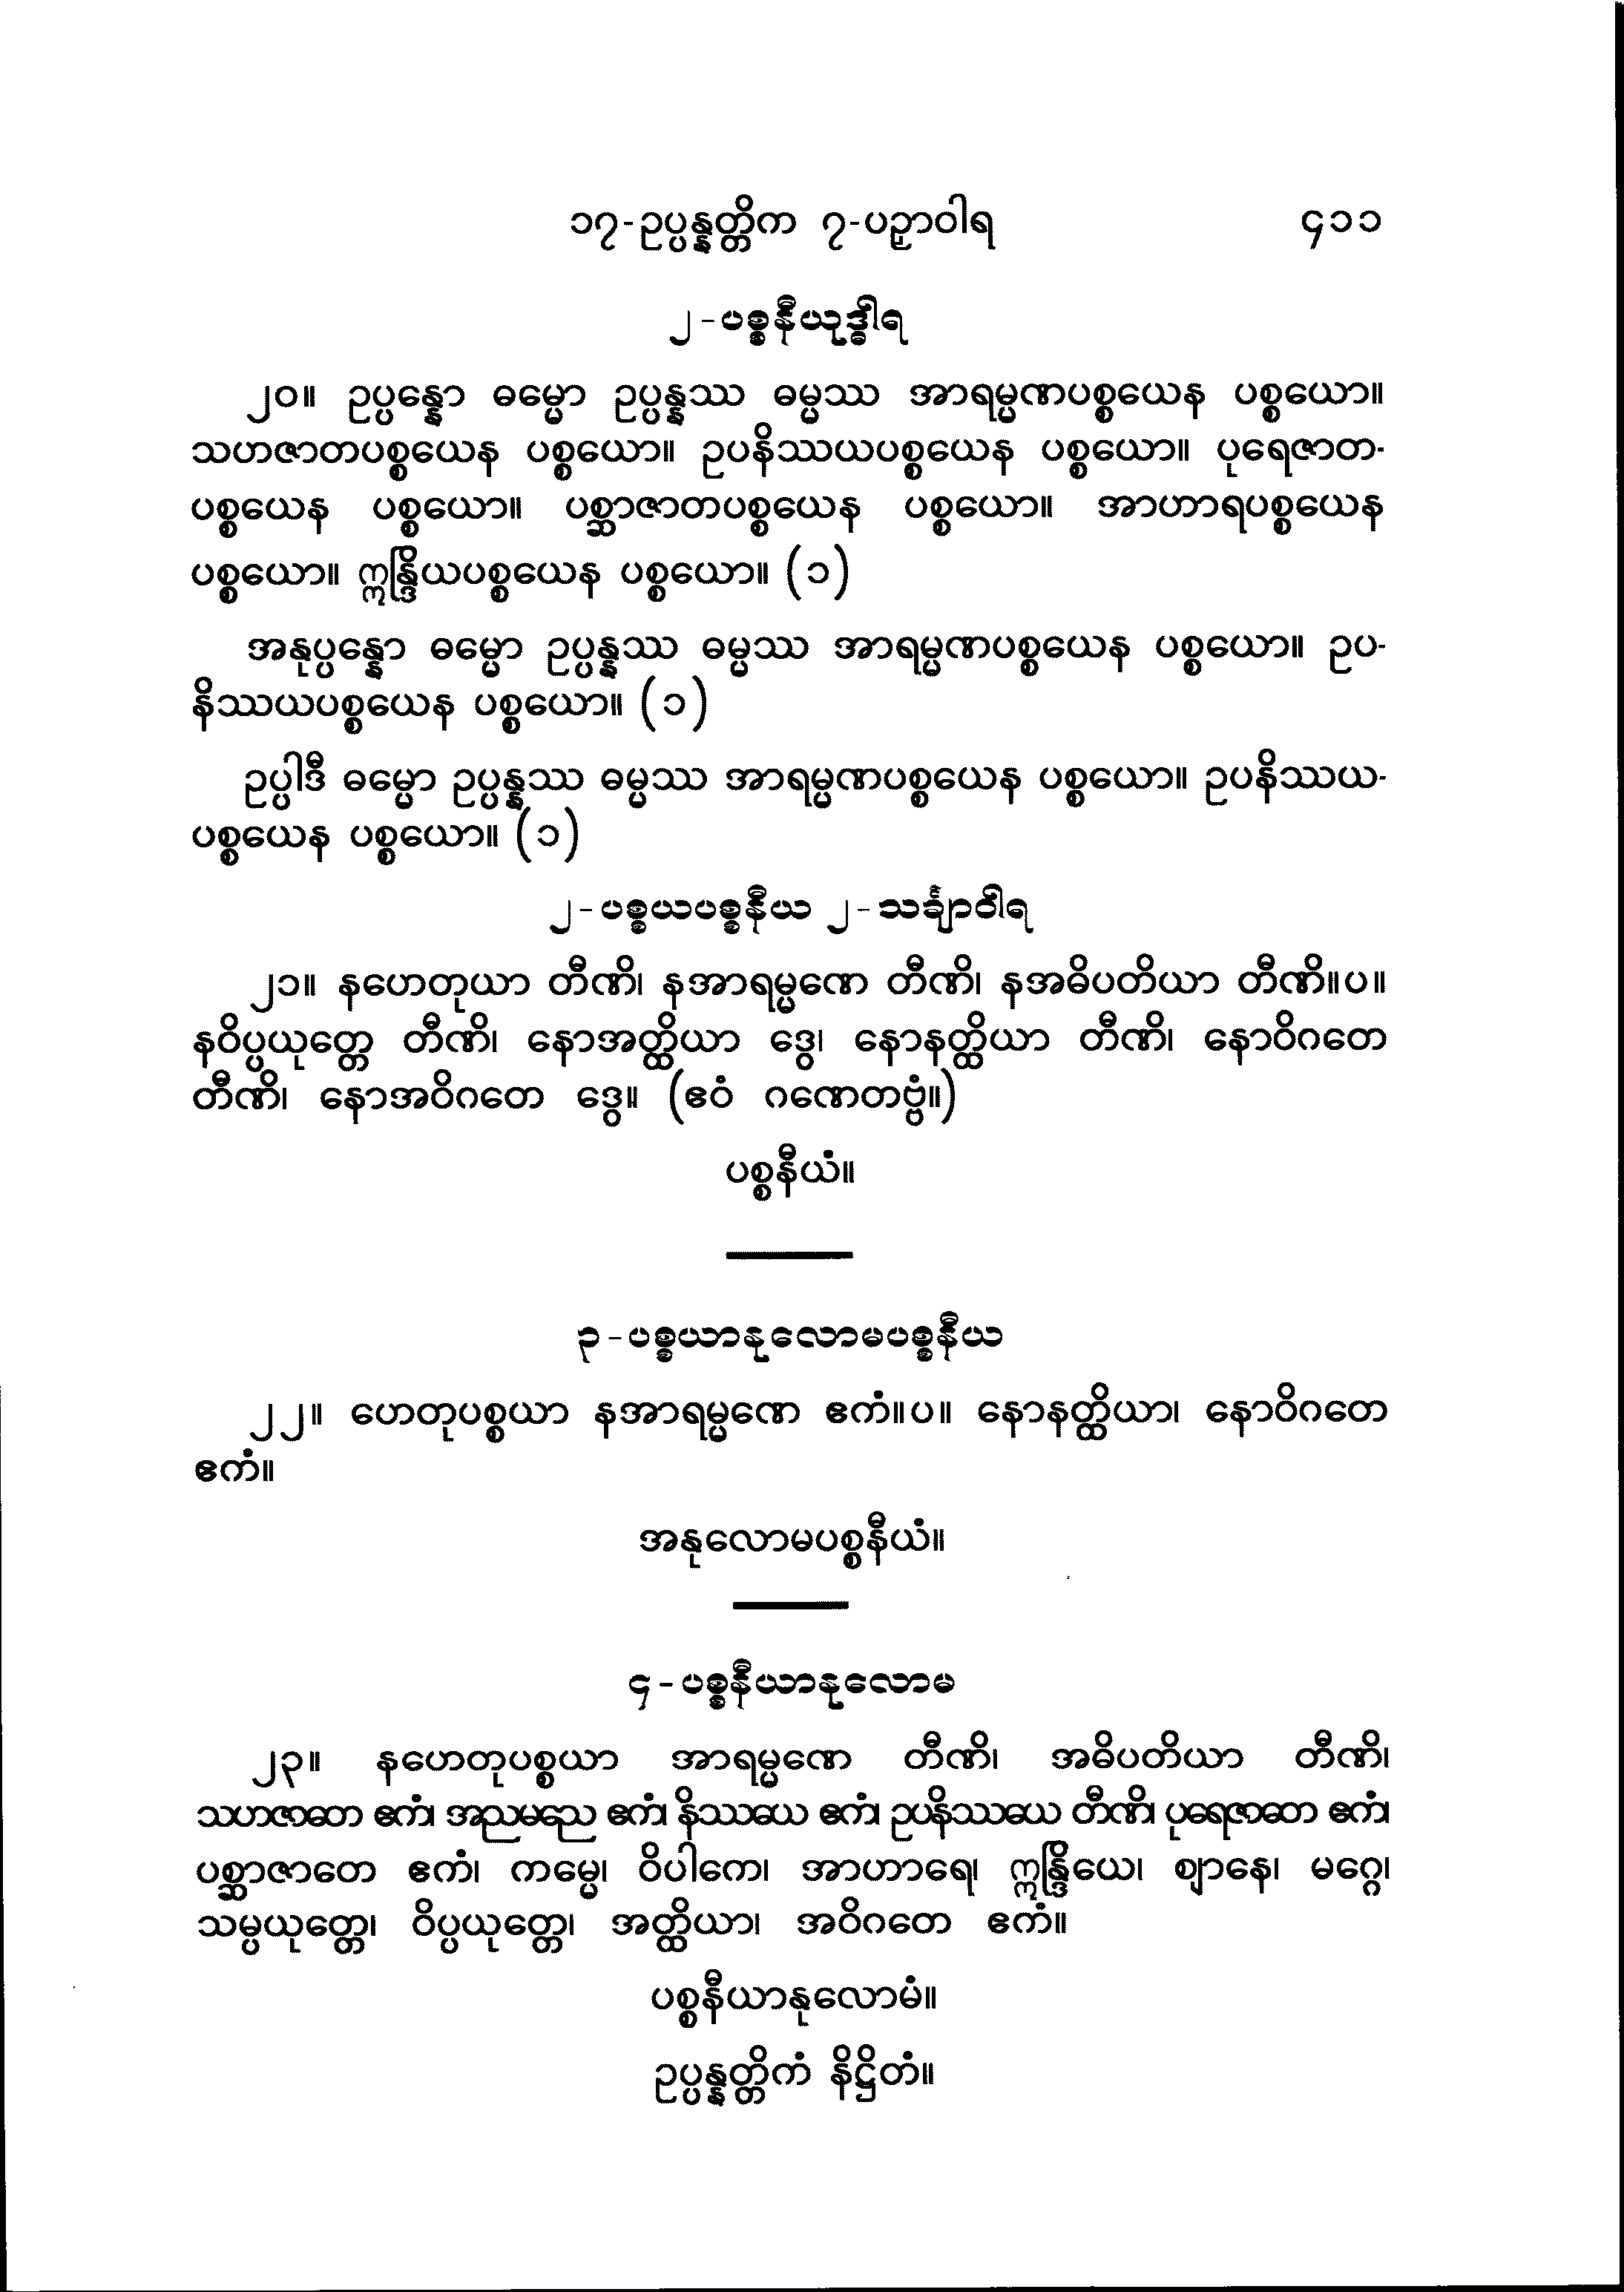 ၁၇-ဥပ္ပန္နတ္တိက ၇-ပဉှာဝါရ ၄၁၁
၂-ပစ္စနီယုဒ္ဓါရ
၂၀။ ဥပ္ပန္နော ဓမ္မော ဥပ္ပန္နဿ ဓမ္မဿ အာရမ္မဏပစ္စယေန ပစ္စယော။
သဟဇာတပစ္စယေန ပစ္စယော။ ဥပနိဿယပစ္စယေန ပစ္စယော။ ပုရေဇာတ-
ပစ္စယေန ပစ္စယော။ ပစ္ဆာဇာတပစ္စယေန ပစ္စယော။ အာဟာရပစ္စယေန
ပစ္စယော။ ဣန္ဒြိယပစ္စယေန ပစ္စယော။ (၁)
အနုပ္ပန္နော ဓမ္မော ဥပ္ပန္နဿ ဓမ္မဿ အာရမ္မဏပစ္စယေန ပစ္စယော။ ဥပ-
နိဿယပစ္စယေန ပစ္စယော။ (၁)
ဥပ္ပါဒီ ဓမ္မော ဥပ္ပန္နဿ ဓမ္မဿ အာရမ္မဏပစ္စယေန ပစ္စယော။ ဥပနိဿယ-
ပစ္စယေန ပစ္စယော။ (၁)
၂-ပစ္စယပစ္စနီယ ၂-သင်္ချာဝါရ
၂၁။ နဟေတုယာ တီဏိ၊ နအာရမ္မဏေ တီဏိ၊ နအဓိပတိယာ တီဏိ။ပ။
နဝိပ္ပယုတ္တေ တီဏိ၊ နောအတ္ထိယာ ဒွေ၊ နောနတ္ထိယာ တီဏိ၊ နောဝိဂတေ
တီဏိ၊ နောအဝိဂတေ ဒွေ။ (ဧဝံ ဂဏေတဗ္ဗံ။)
ပစ္စနီယံ။
၃-ပစ္စယာနုလောမပစ္စနီယ
၂၂။ ဟေတုပစ္စယာ နအာရမ္မဏေ ဧကံ။ပ။ နောနတ္ထိယာ၊ နောဝိဂတေ
ဧကံ။
အနုလောမပစ္စနီယံ။
၄-ပစ္စနီယာနုလောမ
၂၃။ နဟေတုပစ္စယာ အာရမ္မဏေ တီဏိ၊ အဓိပတိယာ တီဏိ၊
သဟဇာတေ ဧကံ၊ အညမညေ ဧကံ၊ နိဿယေ ဧကံ၊ ဥပနိဿယေ တီဏိ၊ ပုရေဇာတေ ဧကံ၊
ပစ္ဆာဇာတေ ဧကံ၊ ကမ္မေ၊ ဝိပါကေ၊ အာဟာရေ၊ ဣန္ဒြိယေ၊ ဈာနေ၊ မဂ္ဂေ၊
သမ္ပယုတ္တေ၊ ဝိပ္ပယုတ္တေ၊ အတ္ထိယာ၊ အဝိဂတေ ဧကံ။
ပစ္စနီယာနုလောမံ။
ဥပ္ပန္နတ္တိကံ နိဋ္ဌိတံ။